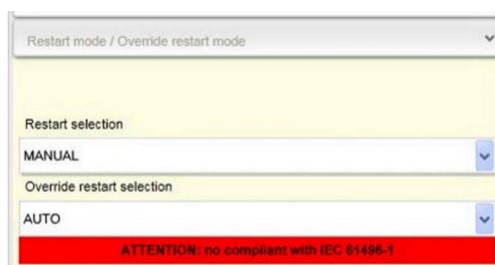 Restart mode / Override restart mode
Restart selection
MANUAL
Override restart selection
AUTO
ATTENTION: no compliant with IEC 61496-1